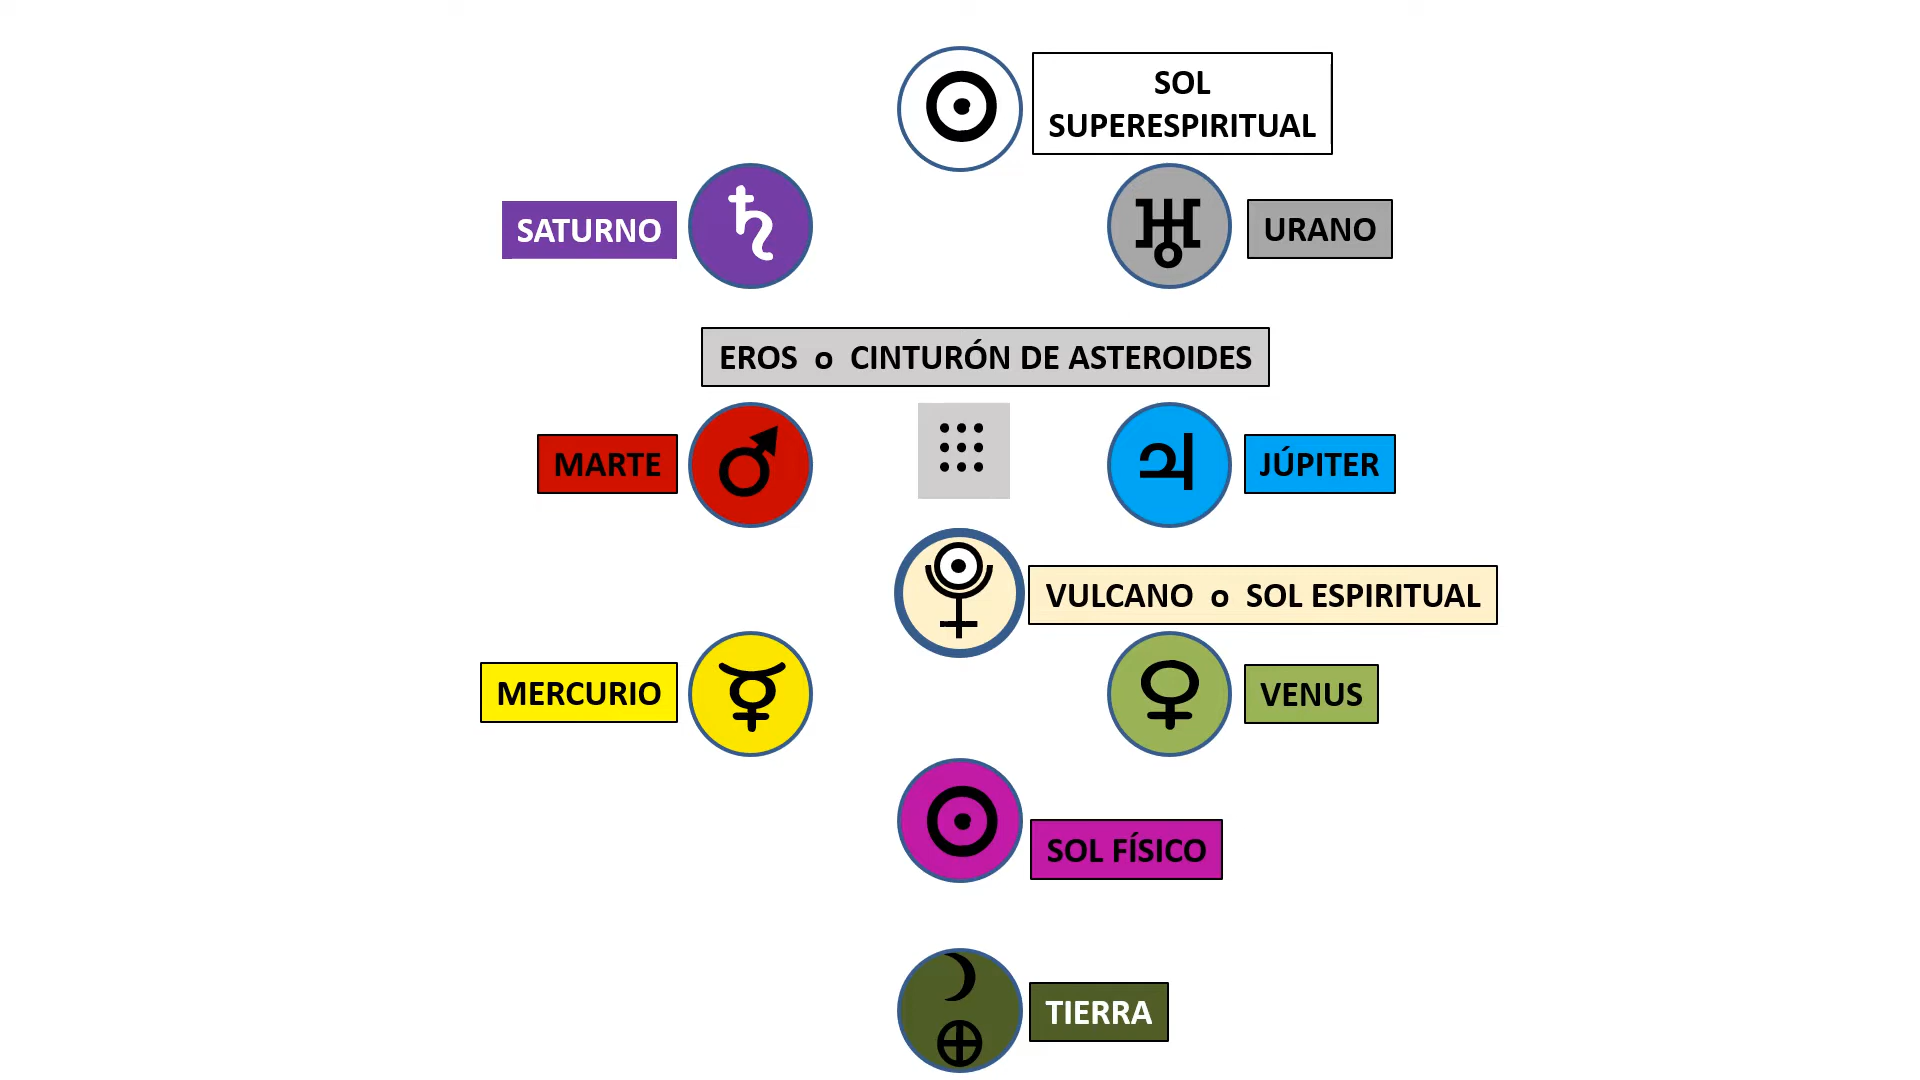 SOL
SUPERESPIRITUAL
SATURNO
URANO
EROS o CINTURÓN DE ASTEROIDES
MARTE
JÚPITER
VULCANO o SOL ESPIRITUAL
MERCURIO
VENUS
SOL FÍSICO
TIERRA